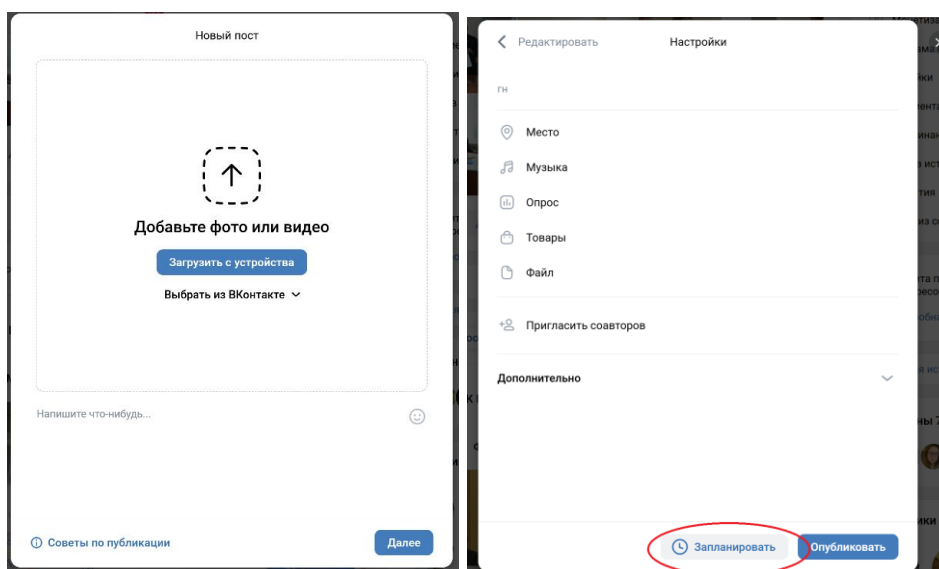 Новый пост
Добавьте фото или видео
Загрузить с устройства
Выбрать из ВКонтакте
Напишите что-нибудь...
Советы по публикации
Далее
Редактировать
Настройки
гн
Место
Музыка
Опрос
Товары
Файл
Пригласить соавторов
Дополнительно
Запланировать
Опубликовать